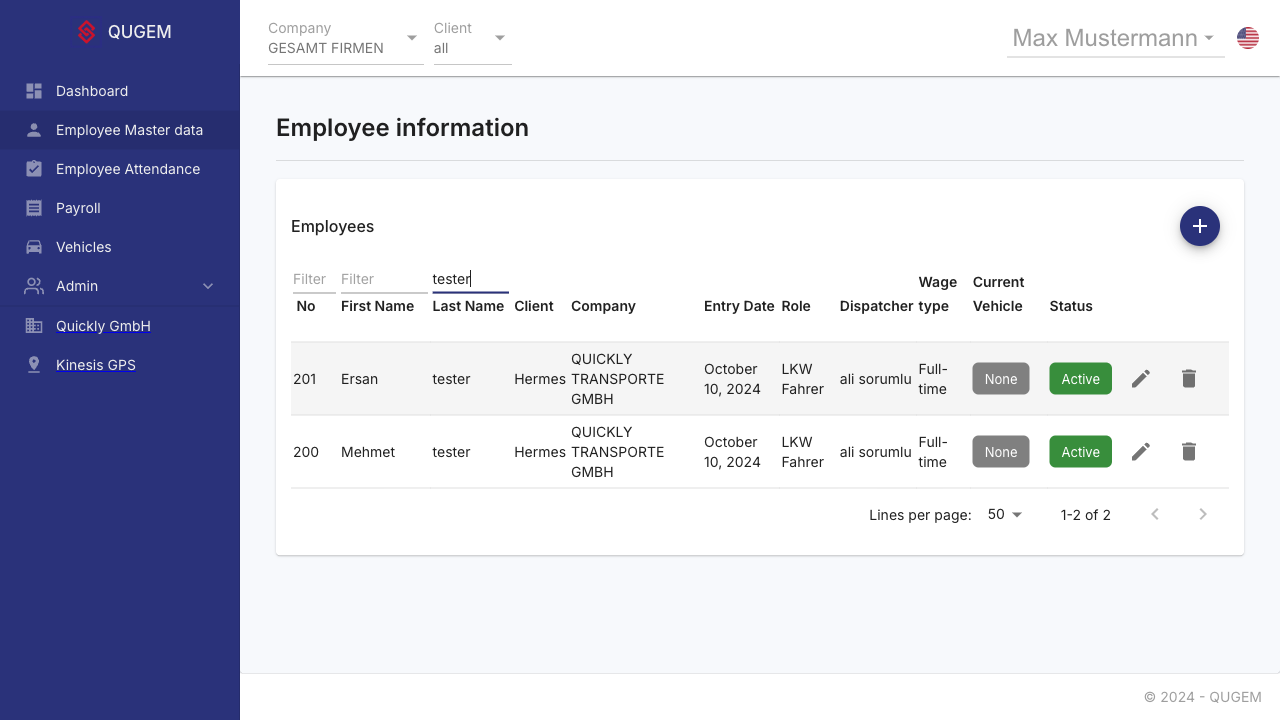 QUGEM
Dashboard
Employee Master data
Employee Attendance
Payroll
Vehicles
Admin
Quickly GmbH
Kinesis GPS
Company
GESAMT FIRMEN
Client
all
Max Mustermann
Employee information
Employees
Filter
No
Filter
First Name
tester
Last Name
Client
Company
Entry Date
Role
Dispatcher
Wage
type
Current
Vehicle
Status
201
Ersan
tester
Hermes
QUICKLY
TRANSPORTE
GMBH
October
10, 2024
LKW
Fahrer
ali sorumlu
Full-
time
None
Active
200
Mehmet
tester
Hermes
QUICKLY
TRANSPORTE
GMBH
October
10, 2024
LKW
Fahrer
ali sorumlu
Full-
time
None
Active
Lines per page:
50
1-2 of 2
© 2024 - QUGEM